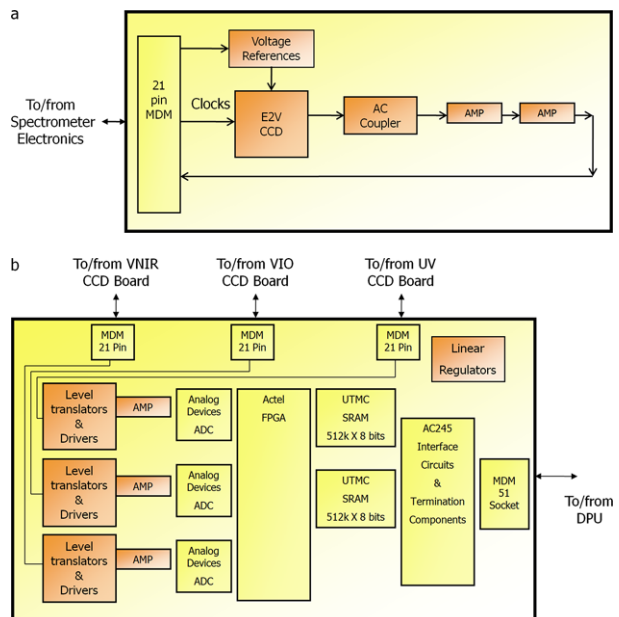 a
Voltage
References
21
pin
MDM
To/from
Spectrometer
Electronics
Clocks
E2V
CCD
AC
Coupler
AMP
AMP
b
To/from VNIR
CCD Board
To/from VIO
CCD Board
To/from UV
CCD Board
MDM
21 Pin
MDM
21 Pin
MDM
21 Pin
Linear
Regulators
Level
translators
&
Drivers
AMP
Analog
Devices
ADC
Level
translators
&
Drivers
AMP
Analog
Devices
ADC
Level
translators
&
Drivers
AMP
Analog
Devices
ADC
Actel
FPGA
UTMC
SRAM
512k X 8 bits
UTMC
SRAM
512K X 8 bits
AC245
Interface
Circuits
&
Termination
Components
MDM
51
Socket
To/from
DPU